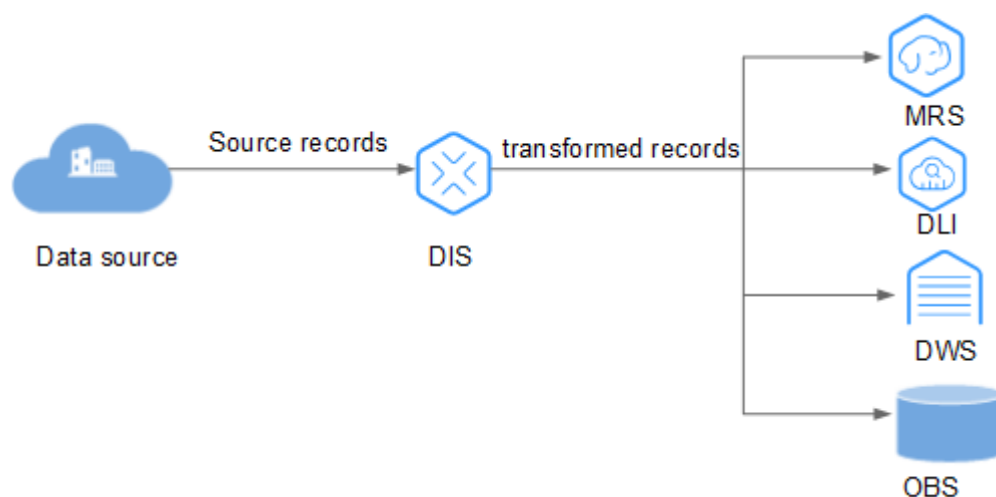 Data source
Source records
DIS
transformed records
MRS
DLI
DWS
OBS